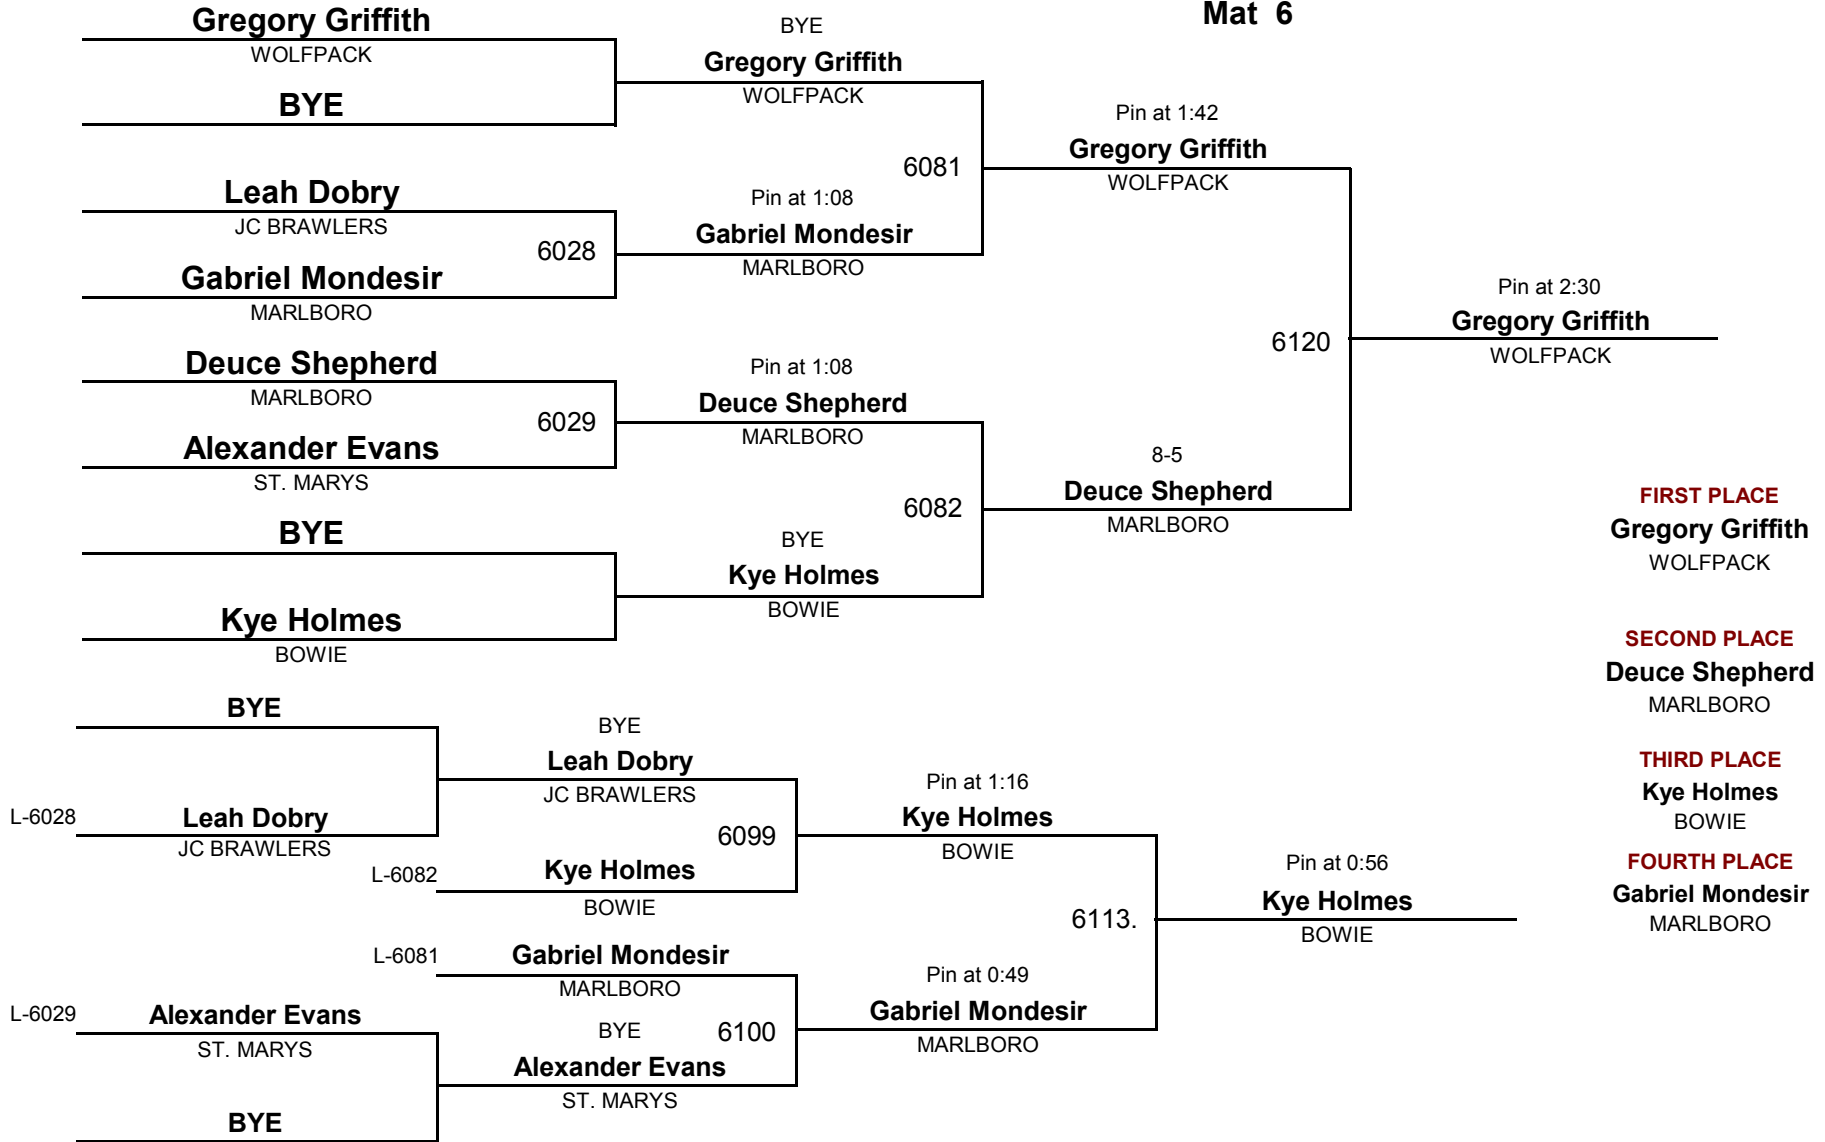 Mat 6
Gregory Griffith
WOLFPACK
BYE
Leah Dobry
JC BRAWLERS
6028
Gabriel Mondesir
MARLBORO
Deuce Shepherd
MARLBORO
6029
Alexander Evans
ST. MARYS
BYE
Kye Holmes
BOWIE
BYE
Gregory Griffith
WOLFPACK
6081
Pin at 1:08
Gabriel Mondesir
MARLBORO
Pin at 1:08
Deuce Shepherd
MARLBORO
6082
BYE
Kye Holmes
BOWIE
Pin at 1:42
Gregory Griffith
WOLFPACK
6120
8-5
Deuce Shepherd
MARLBORO
Pin at 2:30
Gregory Griffith
WOLFPACK
FIRST PLACE
Gregory Griffith
WOLFPACK
SECOND PLACE
Deuce Shepherd
MARLBORO
THIRD PLACE
Kye Holmes
BOWIE
FOURTH PLACE
Gabriel Mondesir
MARLBORO
BYE
L-6028
Leah Dobry
JC BRAWLERS
BYE
Leah Dobry
JC BRAWLERS
6099
L-6082
Kye Holmes
BOWIE
L-6081
Gabriel Mondesir
MARLBORO
L-6029
Alexander Evans
ST. MARYS
BYE
BYE
6100
Alexander Evans
ST. MARYS
Pin at 1:16
Kye Holmes
BOWIE
6113.
Pin at 0:49
Gabriel Mondesir
MARLBORO
Pin at 0:56
Kye Holmes
BOWIE